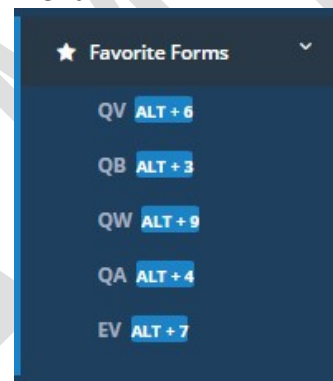 Favorite Forms
QV ALT + 6
QB ALT + 3
QW ALT + 9
QA ALT + 4
EV ALT + 7